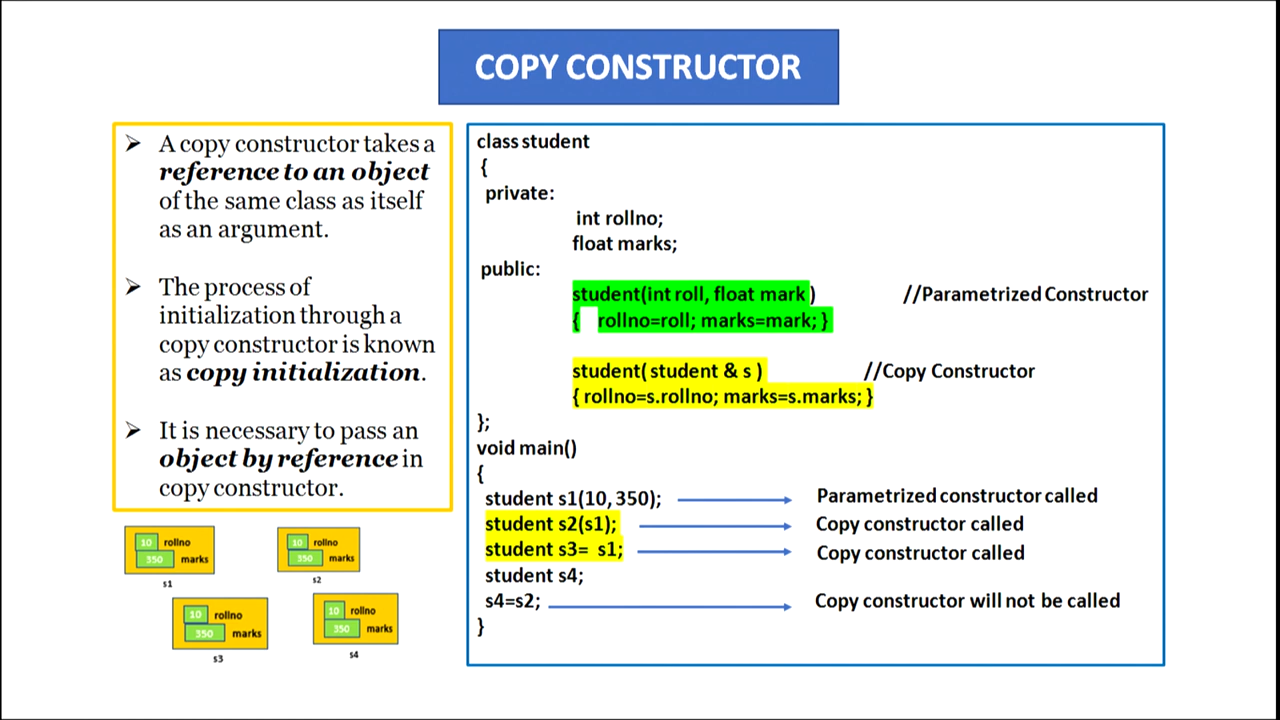 COPY CONSTRUCTOR
➢ A copy constructor takes a
reference to an object
of the same class as itself
as an argument.
➢ The process of
initialization through a
copy constructor is known
as copy initialization.
➢ It is necessary to pass an
object by reference in
copy constructor.
10 rollno
350 marks
s1
10 rollno
350 marks
s2
10 rollno
350 marks
s3
10 rollno
350 marks
s4
class student
{
private:
int rollno;
float marks;
public:
student(int roll, float mark ) //Parametrized Constructor
{ rollno=roll; marks=mark; }
student( student & s ) //Copy Constructor
{ rollno=s.rollno; marks=s.marks; }
};
void main()
{
student s1(10, 350); Parametrized constructor called
student s2(s1); Copy constructor called
student s3= s1; Copy constructor called
student s4;
s4=s2; Copy constructor will not be called
}